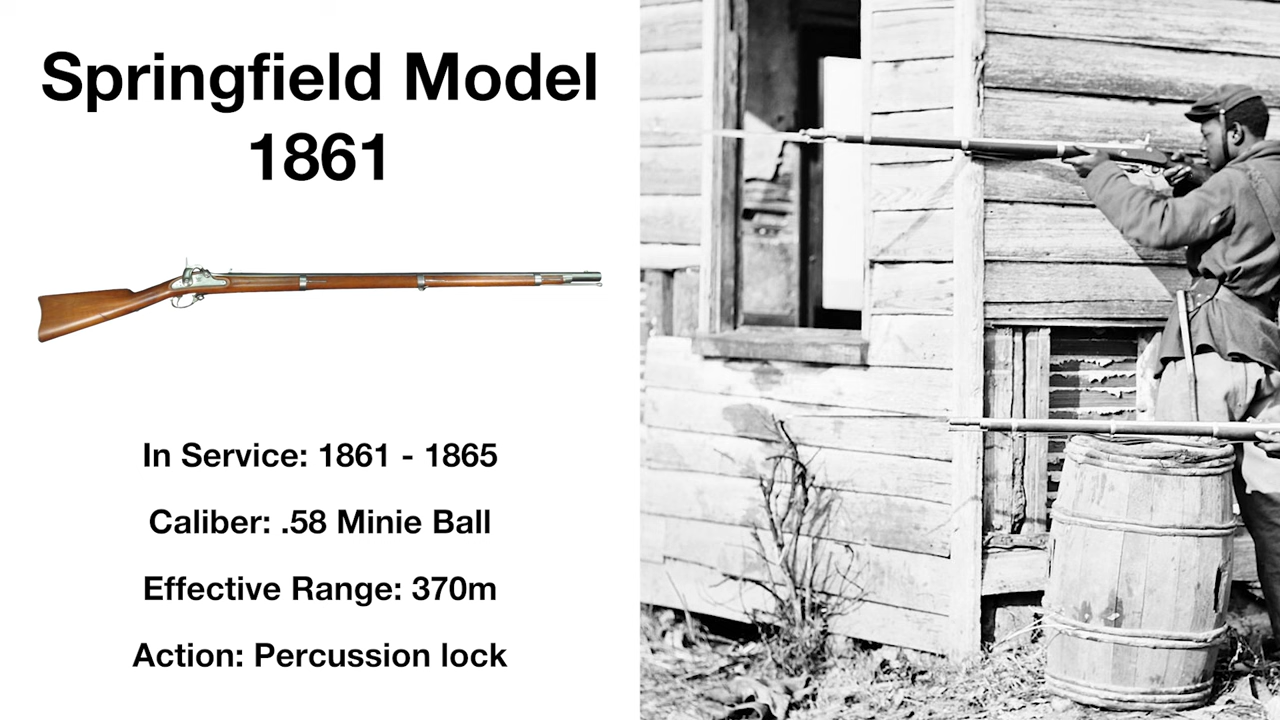 Springfield Model
1861
In Service: 1861 - 1865
Caliber: .58 Minie Ball
Effective Range: 370m
Action: Percussion lock